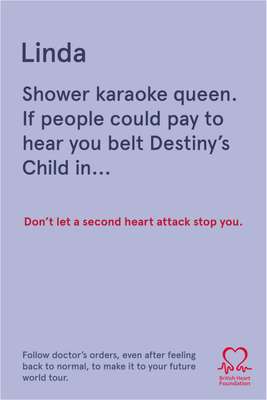 Linda
Shower karaoke queen.
If people could pay to
hear you belt Destiny’s
Child in...
Don’t let a second heart attack stop you.
Follow doctor’s orders, even after feeling
back to normal, to make it to your future
world tour.
British Heart
Foundation